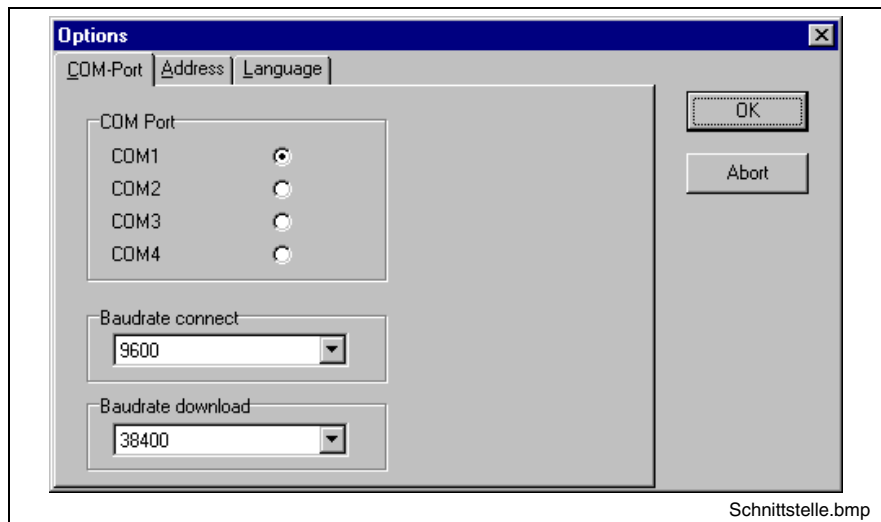 Options
COM-Port Address Language
COM Port
COM1
COM2
COM3
COM4
Baudrate connect
9600
Baudrate download
38400
OK
Abort
Schnittstelle.bmp